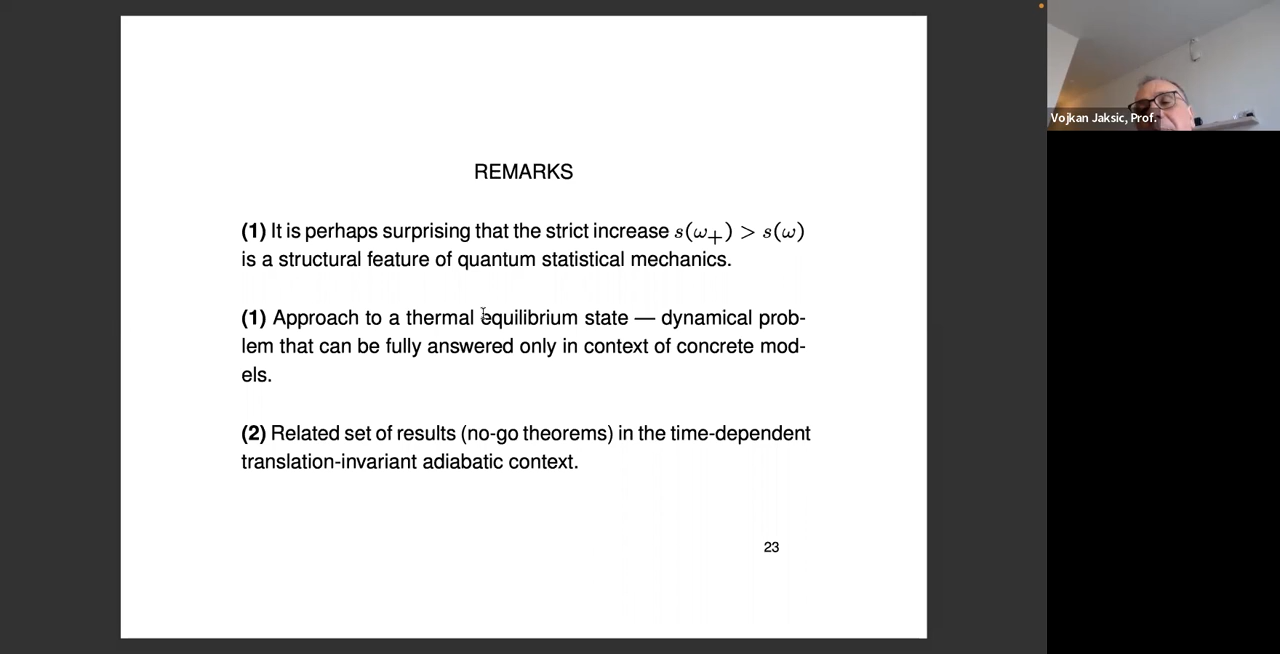 REMARKS
(1) It is perhaps surprising that the strict increase s(ω₊) > s(ω)
is a structural feature of quantum statistical mechanics.
(1) Approach to a thermal equilibrium state — dynamical prob-
lem that can be fully answered only in context of concrete mod-
els.
(2) Related set of results (no-go theorems) in the time-dependent
translation-invariant adiabatic context.
23
Vojkan Jaksic, Prof.